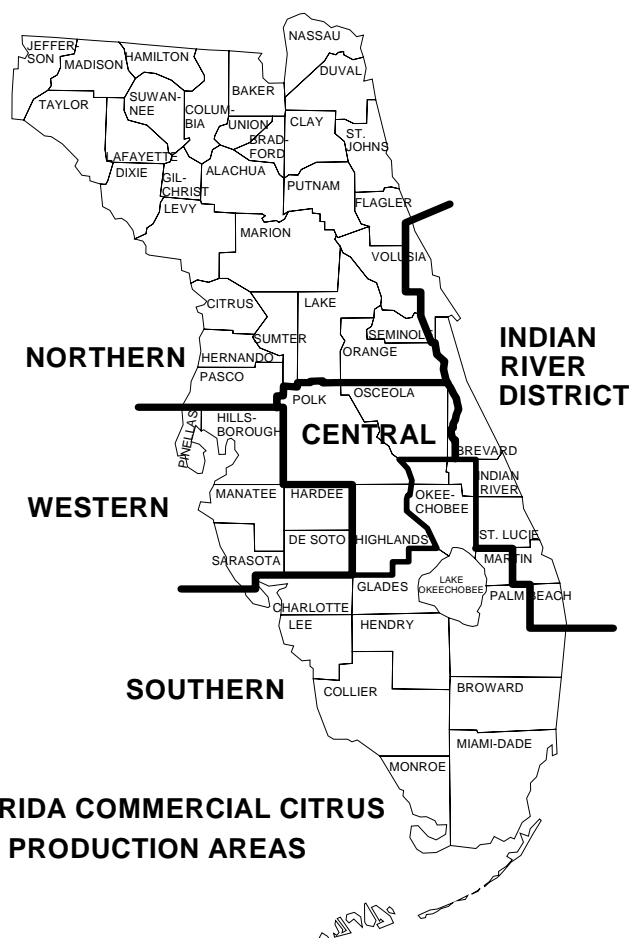 NASSAU
JEFFER-
SON
MADISON
HAMILTON
DUVAL
BAKER
TAYLOR
SUWAN-
NEE
COLUM-
BIA
UNION
BRAD-
FORD
CLAY
ST.
JOHNS
LAFAYETTE
DIXIE
GIL-
CHRIST
ALACHUA
PUTNAM
LEVY
FLAGLER
MARION
VOLUSIA
CITRUS
LAKE
SUMTER
SEMINOLE
ORANGE
HERNANDO
PASCO
NORTHERN
INDIAN
RIVER
DISTRICT
POLK
OSCEOLA
HILLS-
BOROUGH
PINELLAS
CENTRAL
BREVARD
INDIAN
RIVER
WESTERN
MANATEE
HARDEE
OKEE-
CHOBEE
DE SOTO
HIGHLANDS
ST. LUCIE
SARASOTA
MARTIN
GLADES
LAKE
OKEECHOBEE
PALM BEACH
CHARLOTTE
LEE
HENDRY
SOUTHERN
COLLIER
BROWARD
MIAMI-DADE
MONROE
RIDA COMMERCIAL CITRUS
PRODUCTION AREAS